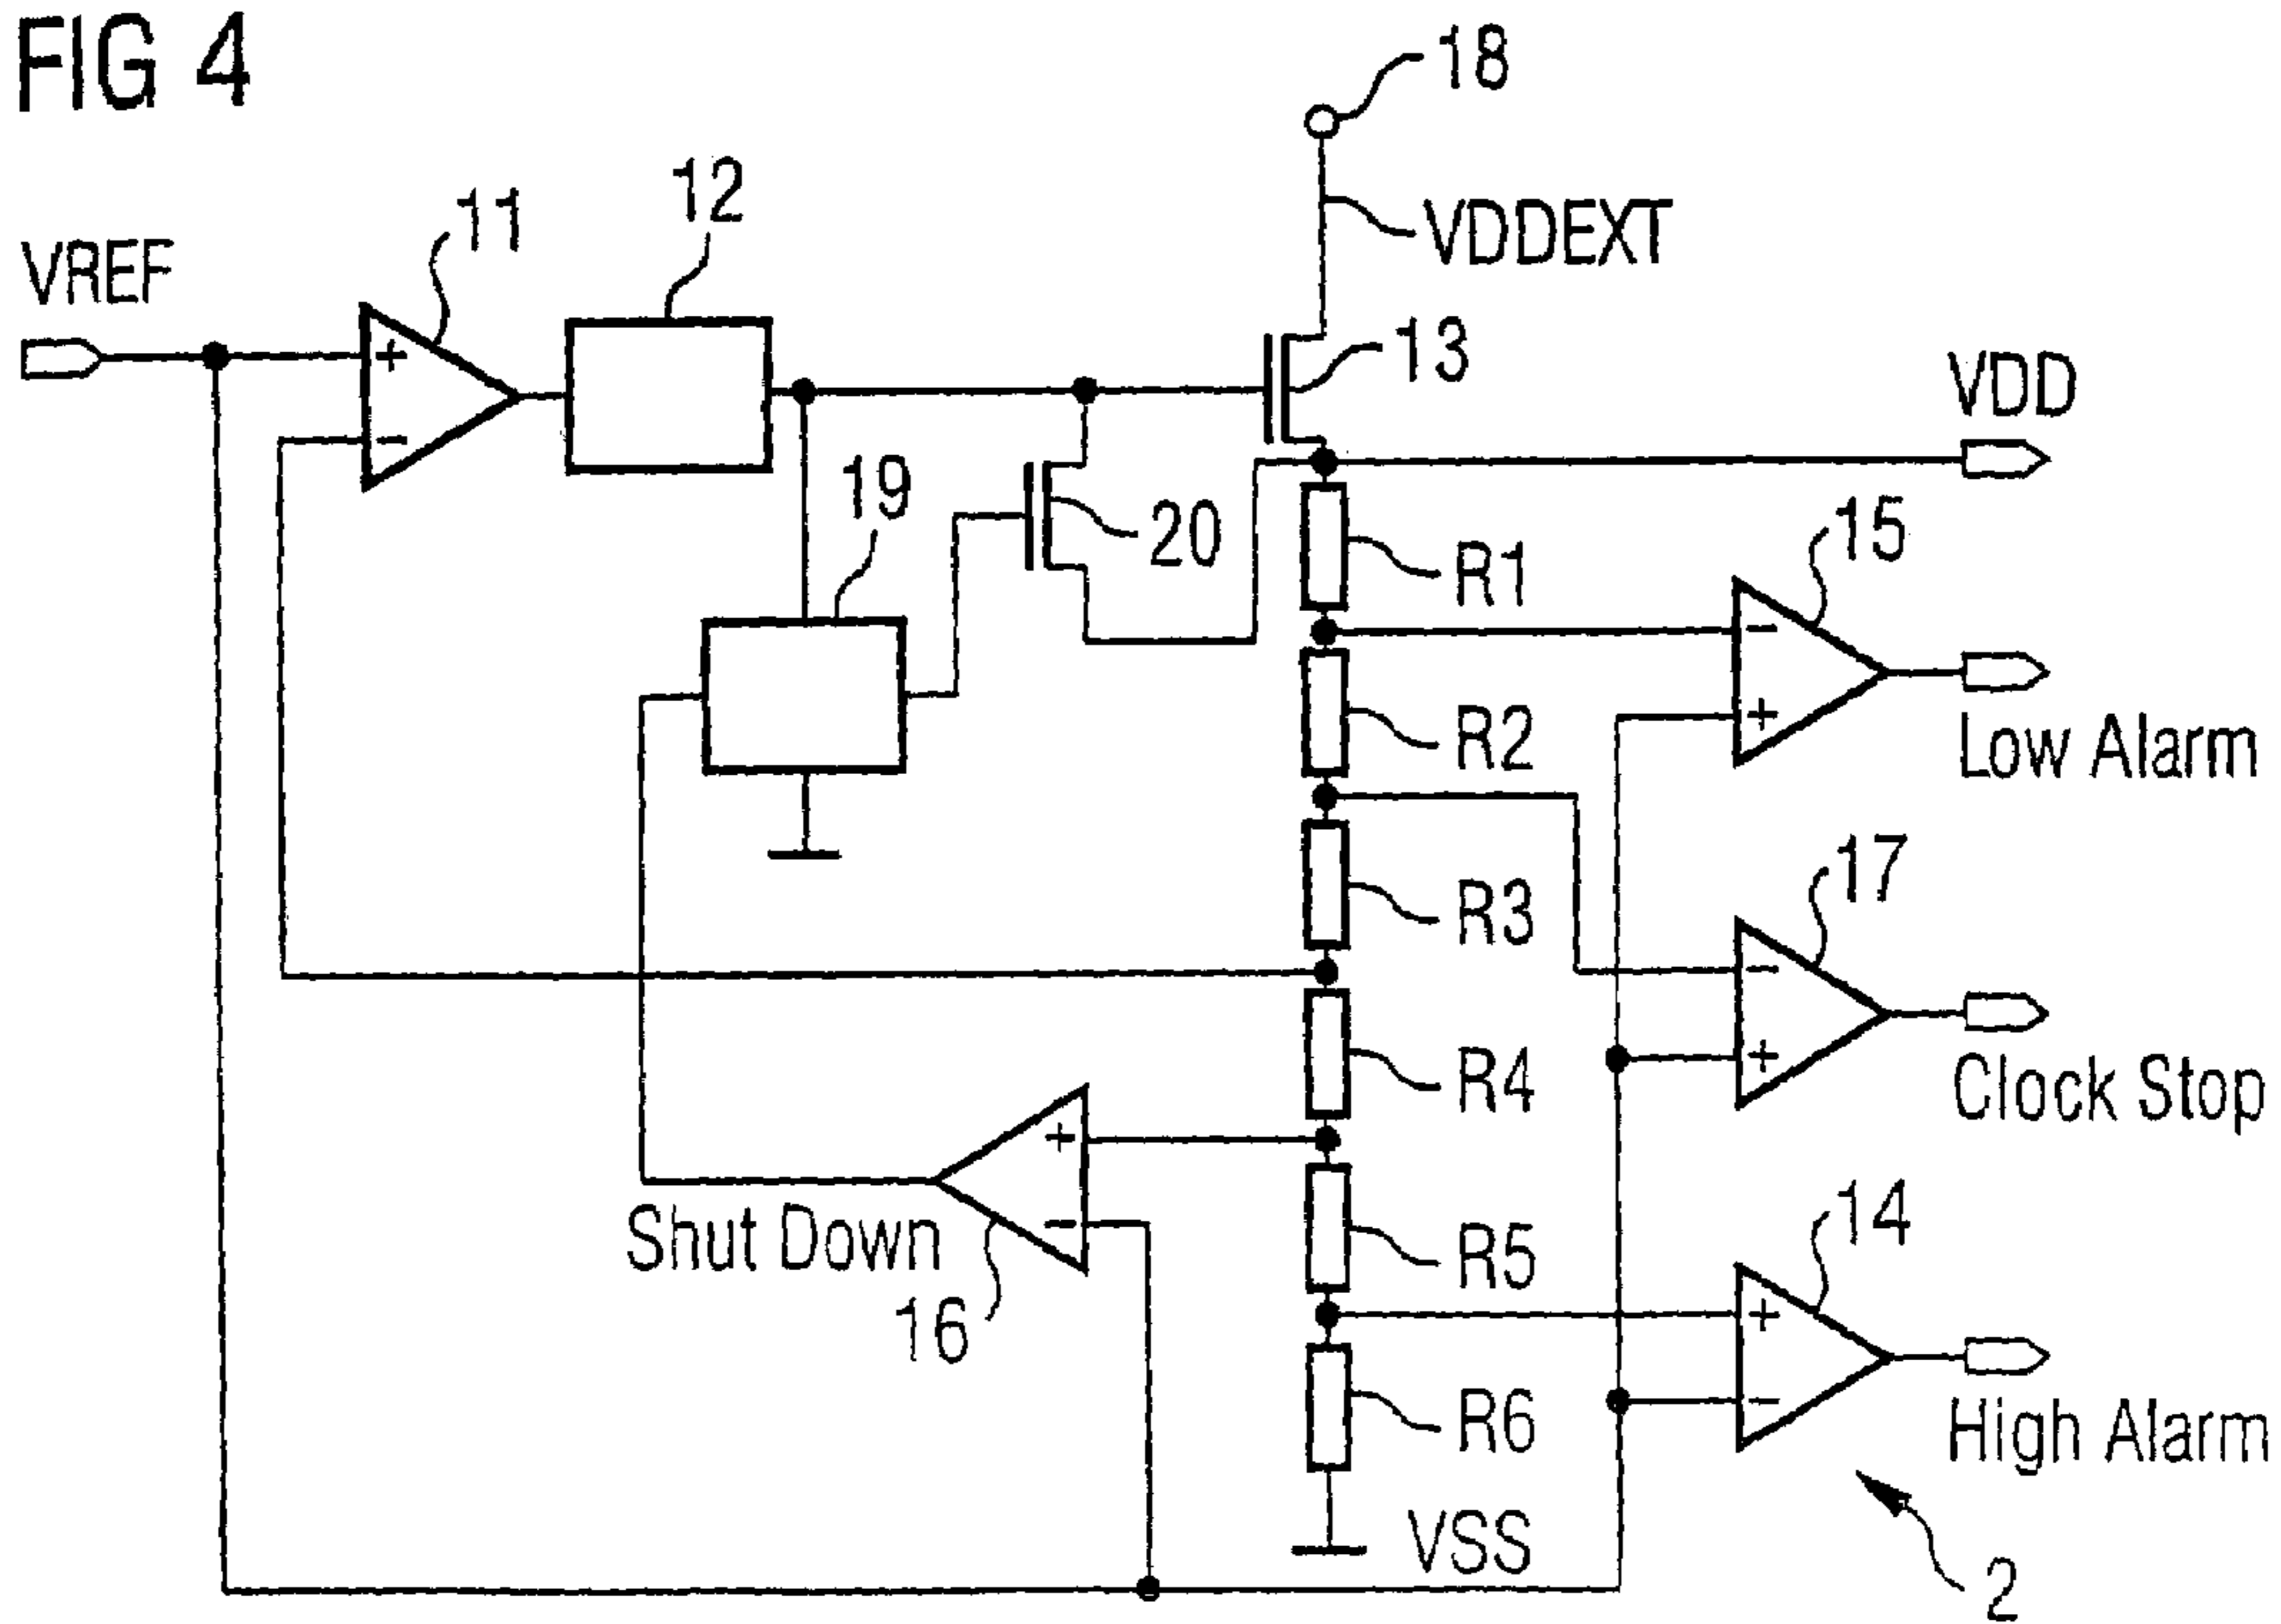 FIG 4
18
12
11
VREF
VDDEXT
13
VDD
+
−
19
20
15
R1
−
+
R2
Low Alarm
17
R3
−
+
R4
Clock Stop
+
−
Shut Down
16
14
R5
+
−
R6
High Alarm
VSS
2